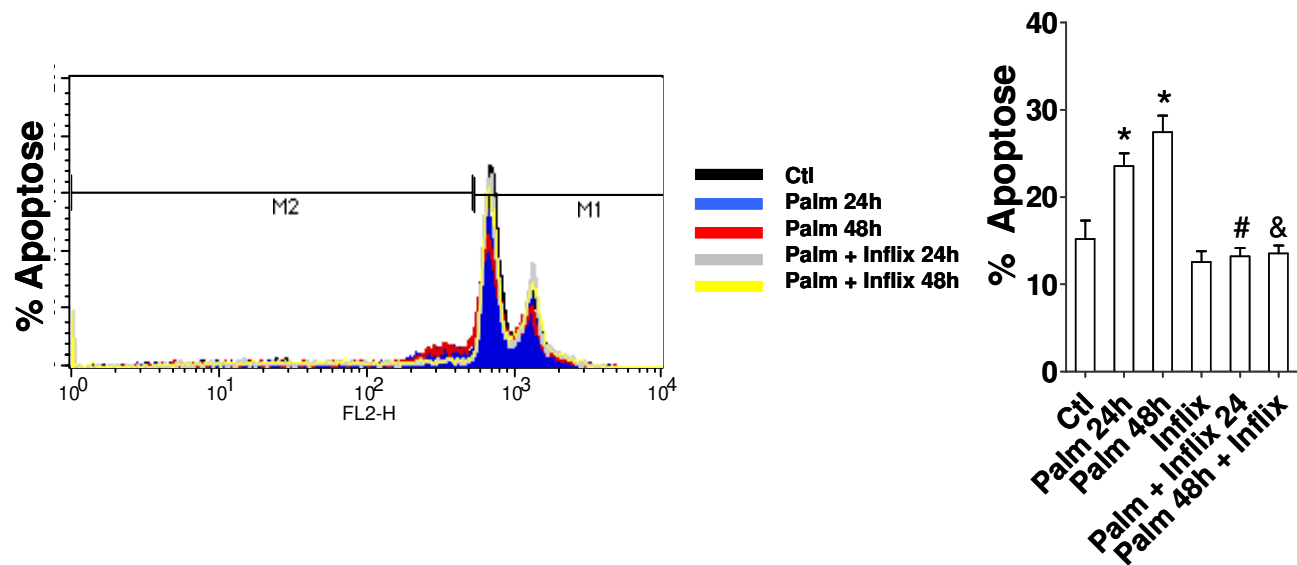 % Apoptose
M2
M1
10^0
10^1
10^2
10^3
10^4
FL2-H
Ctl
Palm 24h
Palm 48h
Palm + Inflix 24h
Palm + Inflix 48h
% Apoptose
40
30
20
10
0
*
*
#
&
Ctl
Palm 24h
Palm 48h
Inflix
Palm + Inflix 24
Palm 48h + Inflix